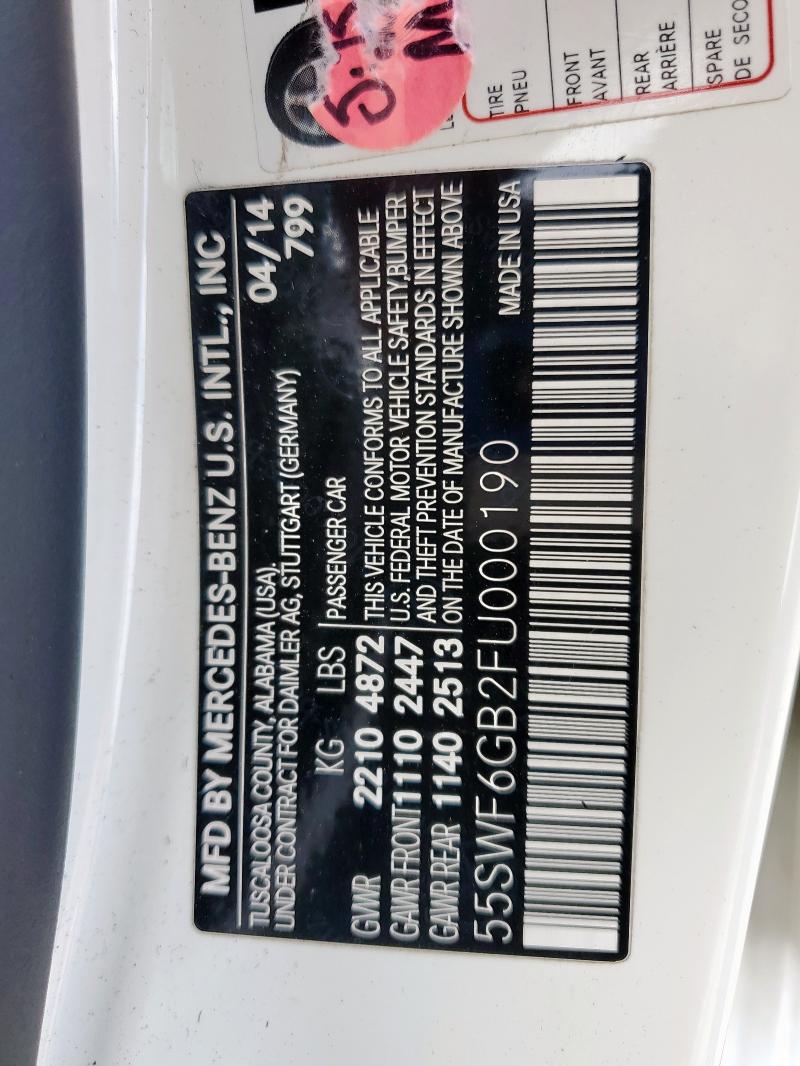 MFD BY MERCEDES-BENZ U.S. INTL., INC
TUSCALOOSA COUNTY, ALABAMA (USA).
04/14
UNDER CONTRACT FOR DAIMLER AG, STUTTGART (GERMANY)
799
KG LBS PASSENGER CAR
GWR 2210 4872 THIS VEHICLE CONFORMS TO ALL APPLICABLE
GAWR FRONT 1110 2447 U.S. FEDERAL MOTOR VEHICLE SAFETY,BUMPER
GAWR REAR 1140 2513 AND THEFT PREVENTION STANDARDS IN EFFECT
ON THE DATE OF MANUFACTURE SHOWN ABOVE
55SWF6GB2FU000190 MADE IN USA
TIRE
PNEU
FRONT
AVANT
REAR
ARRIÈRE
SPARE
DE SECO